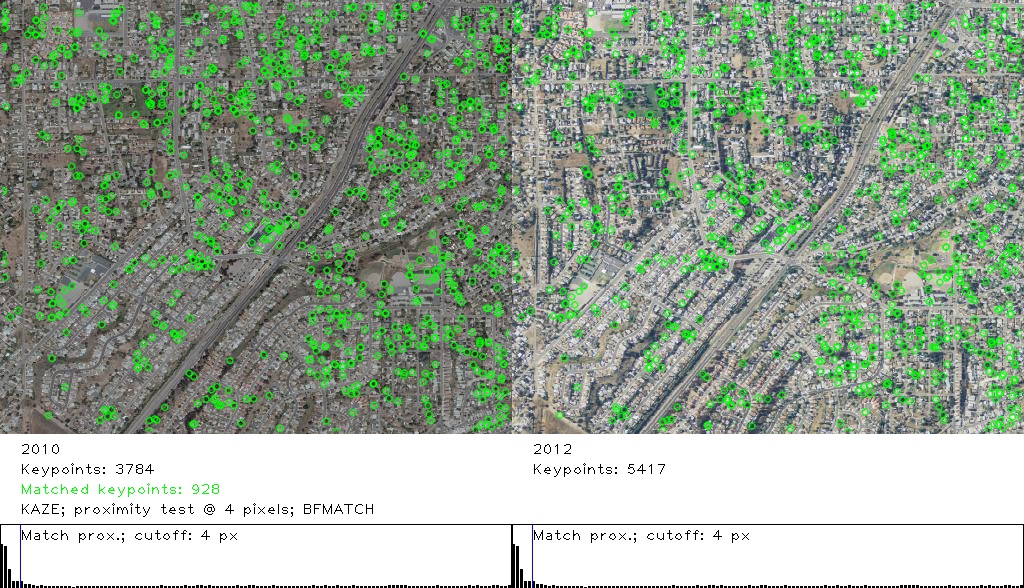 2010
Keypoints: 3784
Matched keypoints: 928
KAZE; proximity test @ 4 pixels; BFMATCH
2012
Keypoints: 5417
Match prox.; cutoff: 4 px
Match prox.; cutoff: 4 px